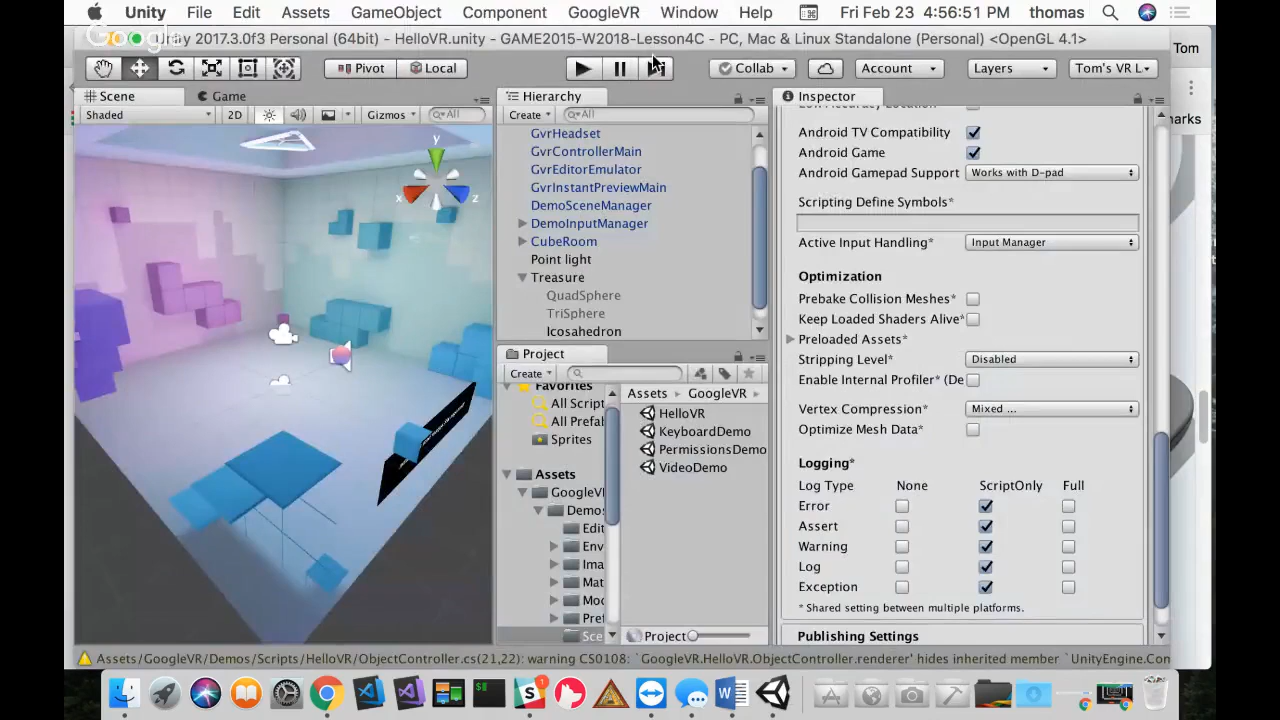 Unity File Edit Assets GameObject Component GoogleVR Window Help Fri Feb 23 4:56:51 PM thomas
Google
Unity 2017.3.0f3 Personal (64bit) - HelloVR.unity - GAME2015-W2018-Lesson4C - PC, Mac & Linux Standalone (Personal) <OpenGL 4.1>
Tom
Pivot Local Collab Account Layers Tom's VR L
Scene Game
Shaded 2D Gizmos All
y
x z
Hierarchy
Create All
GvrHeadset
GvrControllerMain
GvrEditorEmulator
GvrInstantPreviewMain
DemoSceneManager
DemoInputManager
CubeRoom
Point light
Treasure
QuadSphere
TriSphere
Icosahedron
Project
Create
Favorites
All Script
All Prefa
Sprites
Assets
GoogleV
Demos
Edit
Env
Ima
Mat
Mod
Pref
Sce
Assets GoogleVR
HelloVR
KeyboardDemo
PermissionsDemo
VideoDemo
Project
Inspector
Android TV Compatibility
Android Game
Android Gamepad Support Works with D-pad
Scripting Define Symbols*
Active Input Handling* Input Manager
Optimization
Prebake Collision Meshes*
Keep Loaded Shaders Alive*
Preloaded Assets*
Stripping Level* Disabled
Enable Internal Profiler* (De
Vertex Compression* Mixed ...
Optimize Mesh Data*
Logging*
Log Type None ScriptOnly Full
Error
Assert
Warning
Log
Exception
* Shared setting between multiple platforms.
Publishing Settings
marks
Assets/GoogleVR/Demos/Scripts/HelloVR/ObjectController.cs(21,22): warning CS0108: `GoogleVR.HelloVR.ObjectController.renderer' hides inherited member `UnityEngine.Com
1